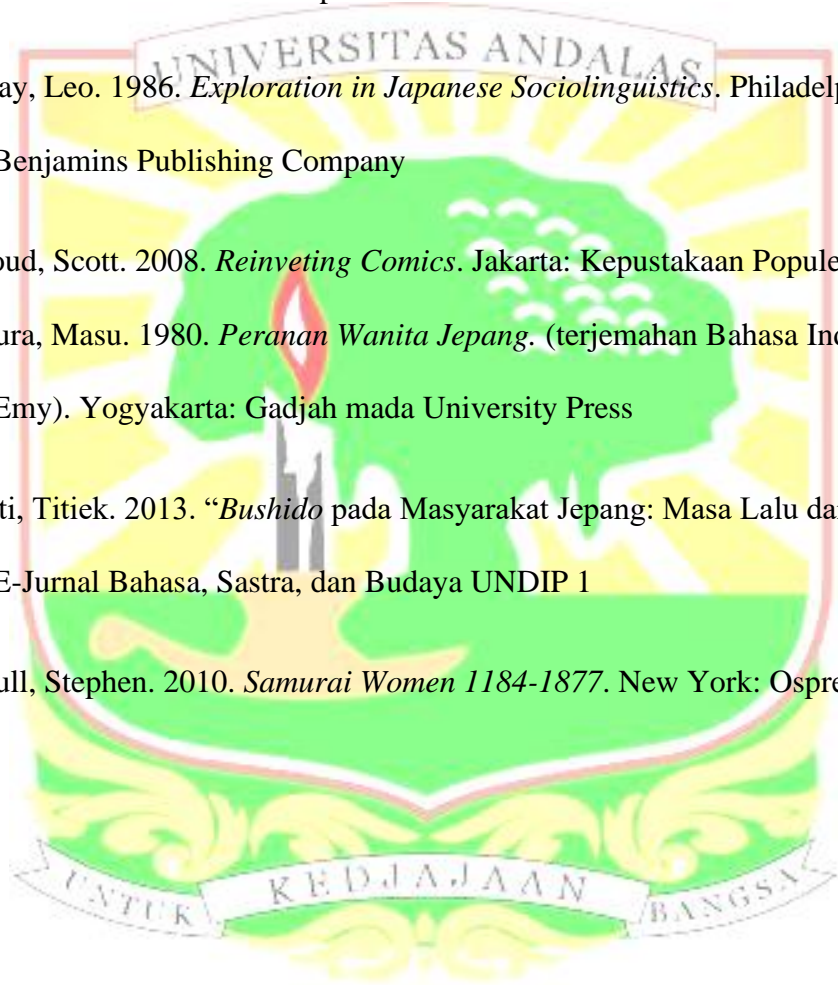 UNIVERSITAS ANDALAS
ay, Leo. 1986. Exploration in Japanese Sociolinguistics. Philadelp
Benjamins Publishing Company
oud, Scott. 2008. Reinveting Comics. Jakarta: Kepustakaan Popule
ura, Masu. 1980. Peranan Wanita Jepang. (terjemahan Bahasa Ind
Emy). Yogyakarta: Gadjah mada University Press
ti, Titiek. 2013. “Bushido pada Masyarakat Jepang: Masa Lalu da
E-Jurnal Bahasa, Sastra, dan Budaya UNDIP 1
ull, Stephen. 2010. Samurai Women 1184-1877. New York: Ospre
UNTUK KEDJAJAAN BANGSA